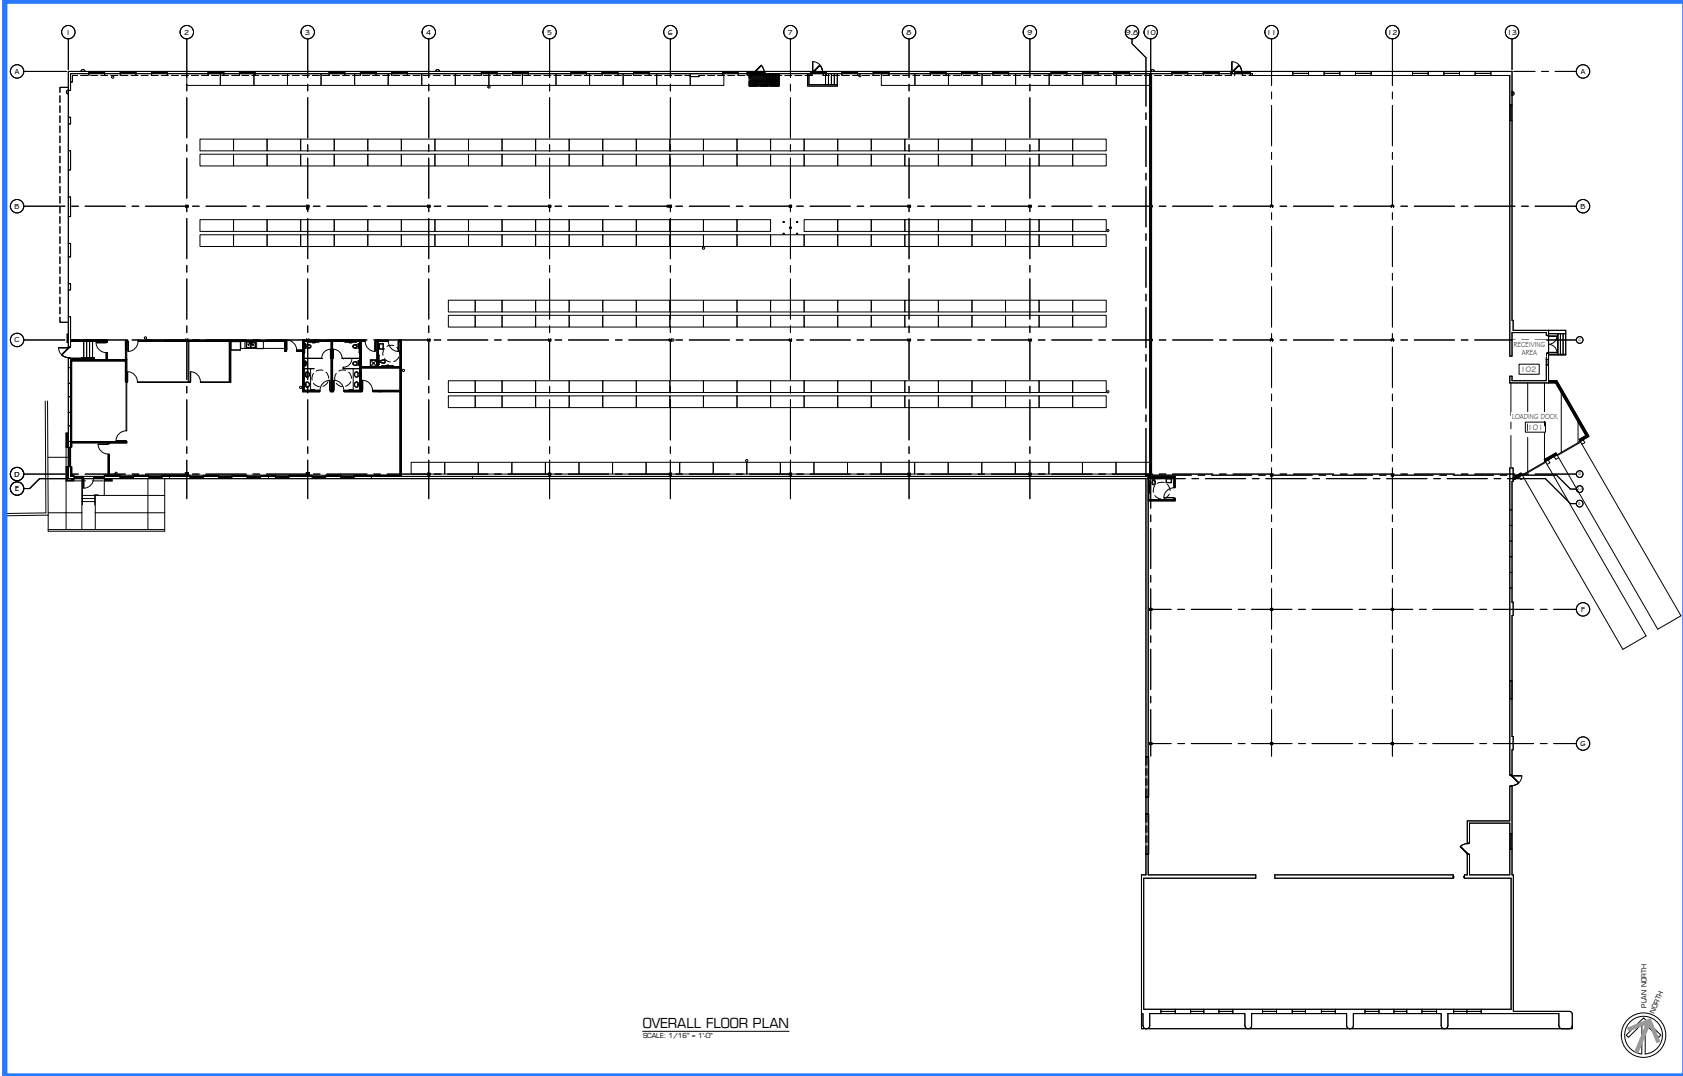 1 2 3 4 5 6 7 8 9 9.8 10 11 12 13
A A
B B
C
RECEIVING
AREA
102
LOADING DOCK
101
D
E
F
G
PLAN NORTH
NORTH
OVERALL FLOOR PLAN
SCALE: 1/16" = 1'-0"